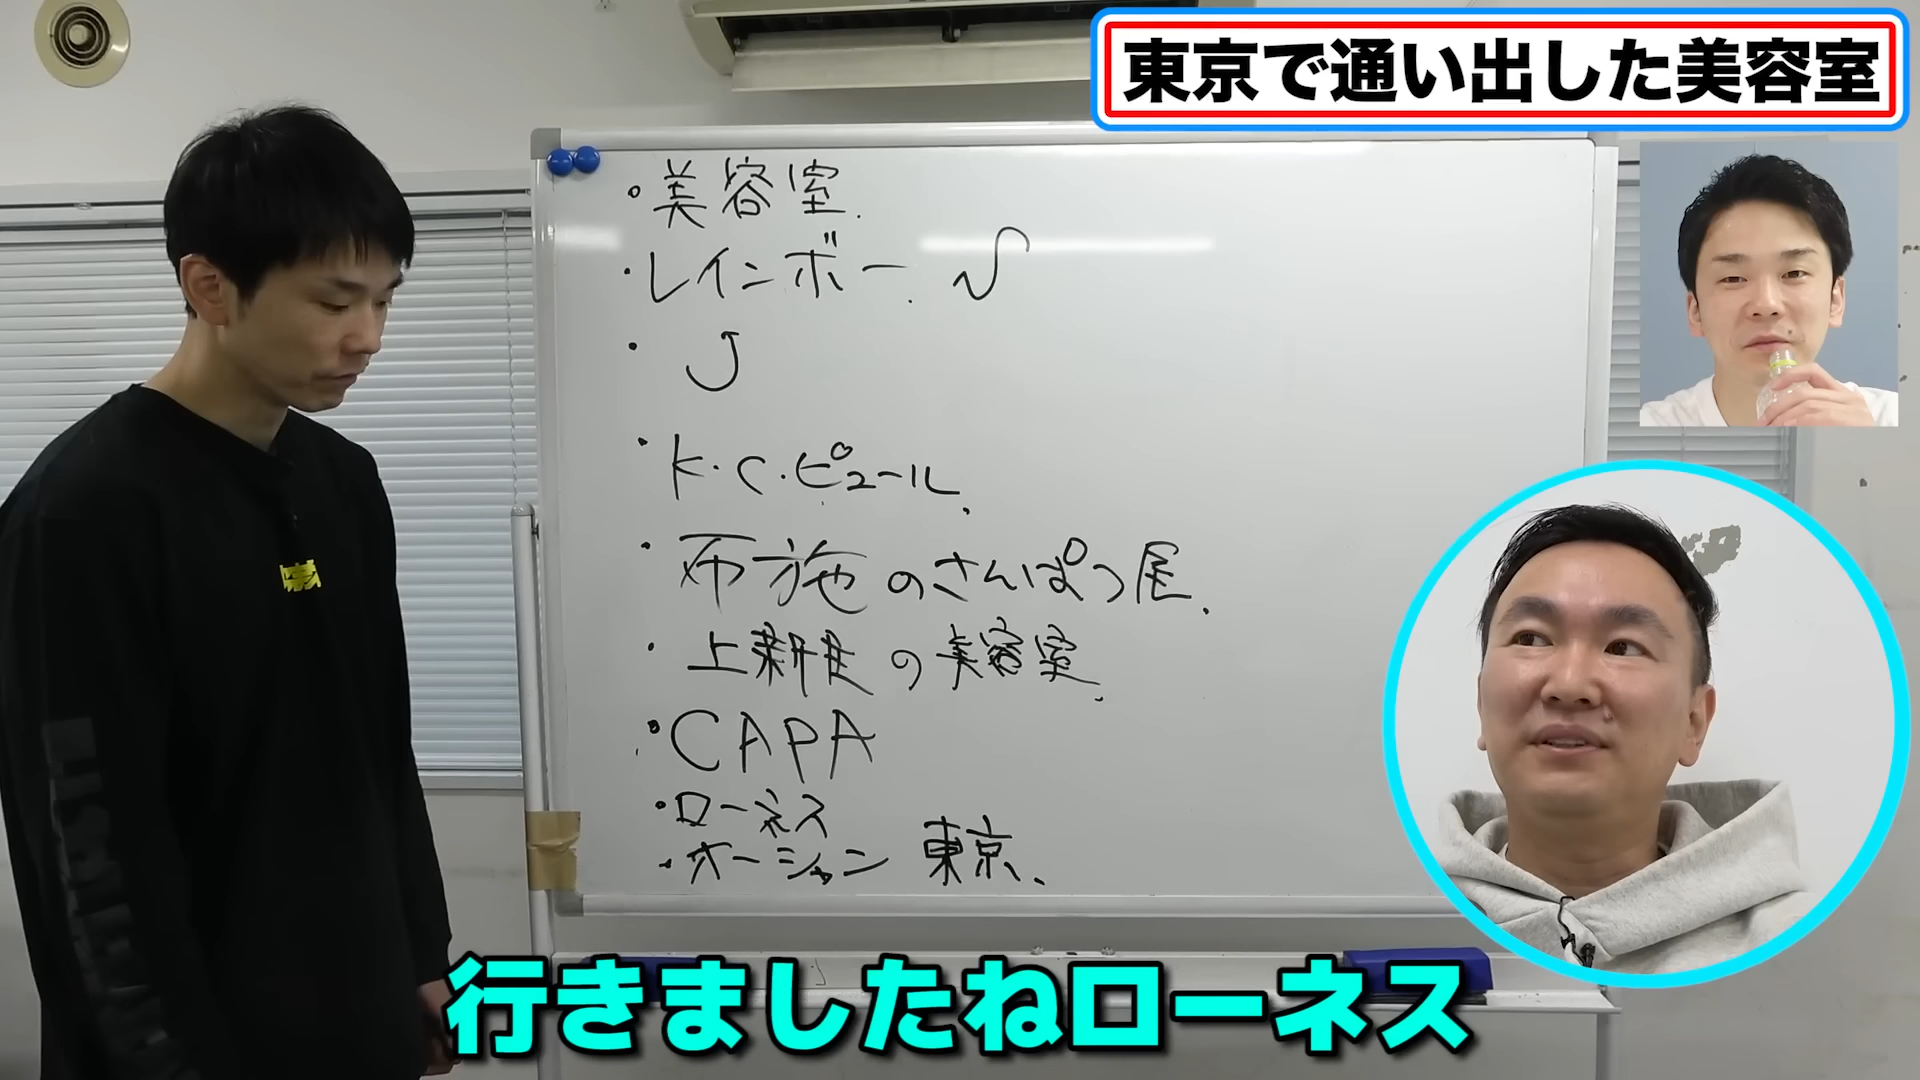 東京で通い出した美容室
・美容室.
・レインボー.
・J
・K.C.ピュール.
・布施のさんぱつ屋.
・上新庄の美容室.
・CAPA
・ローネス
・オーシャン 東京.
行きましたねローネス